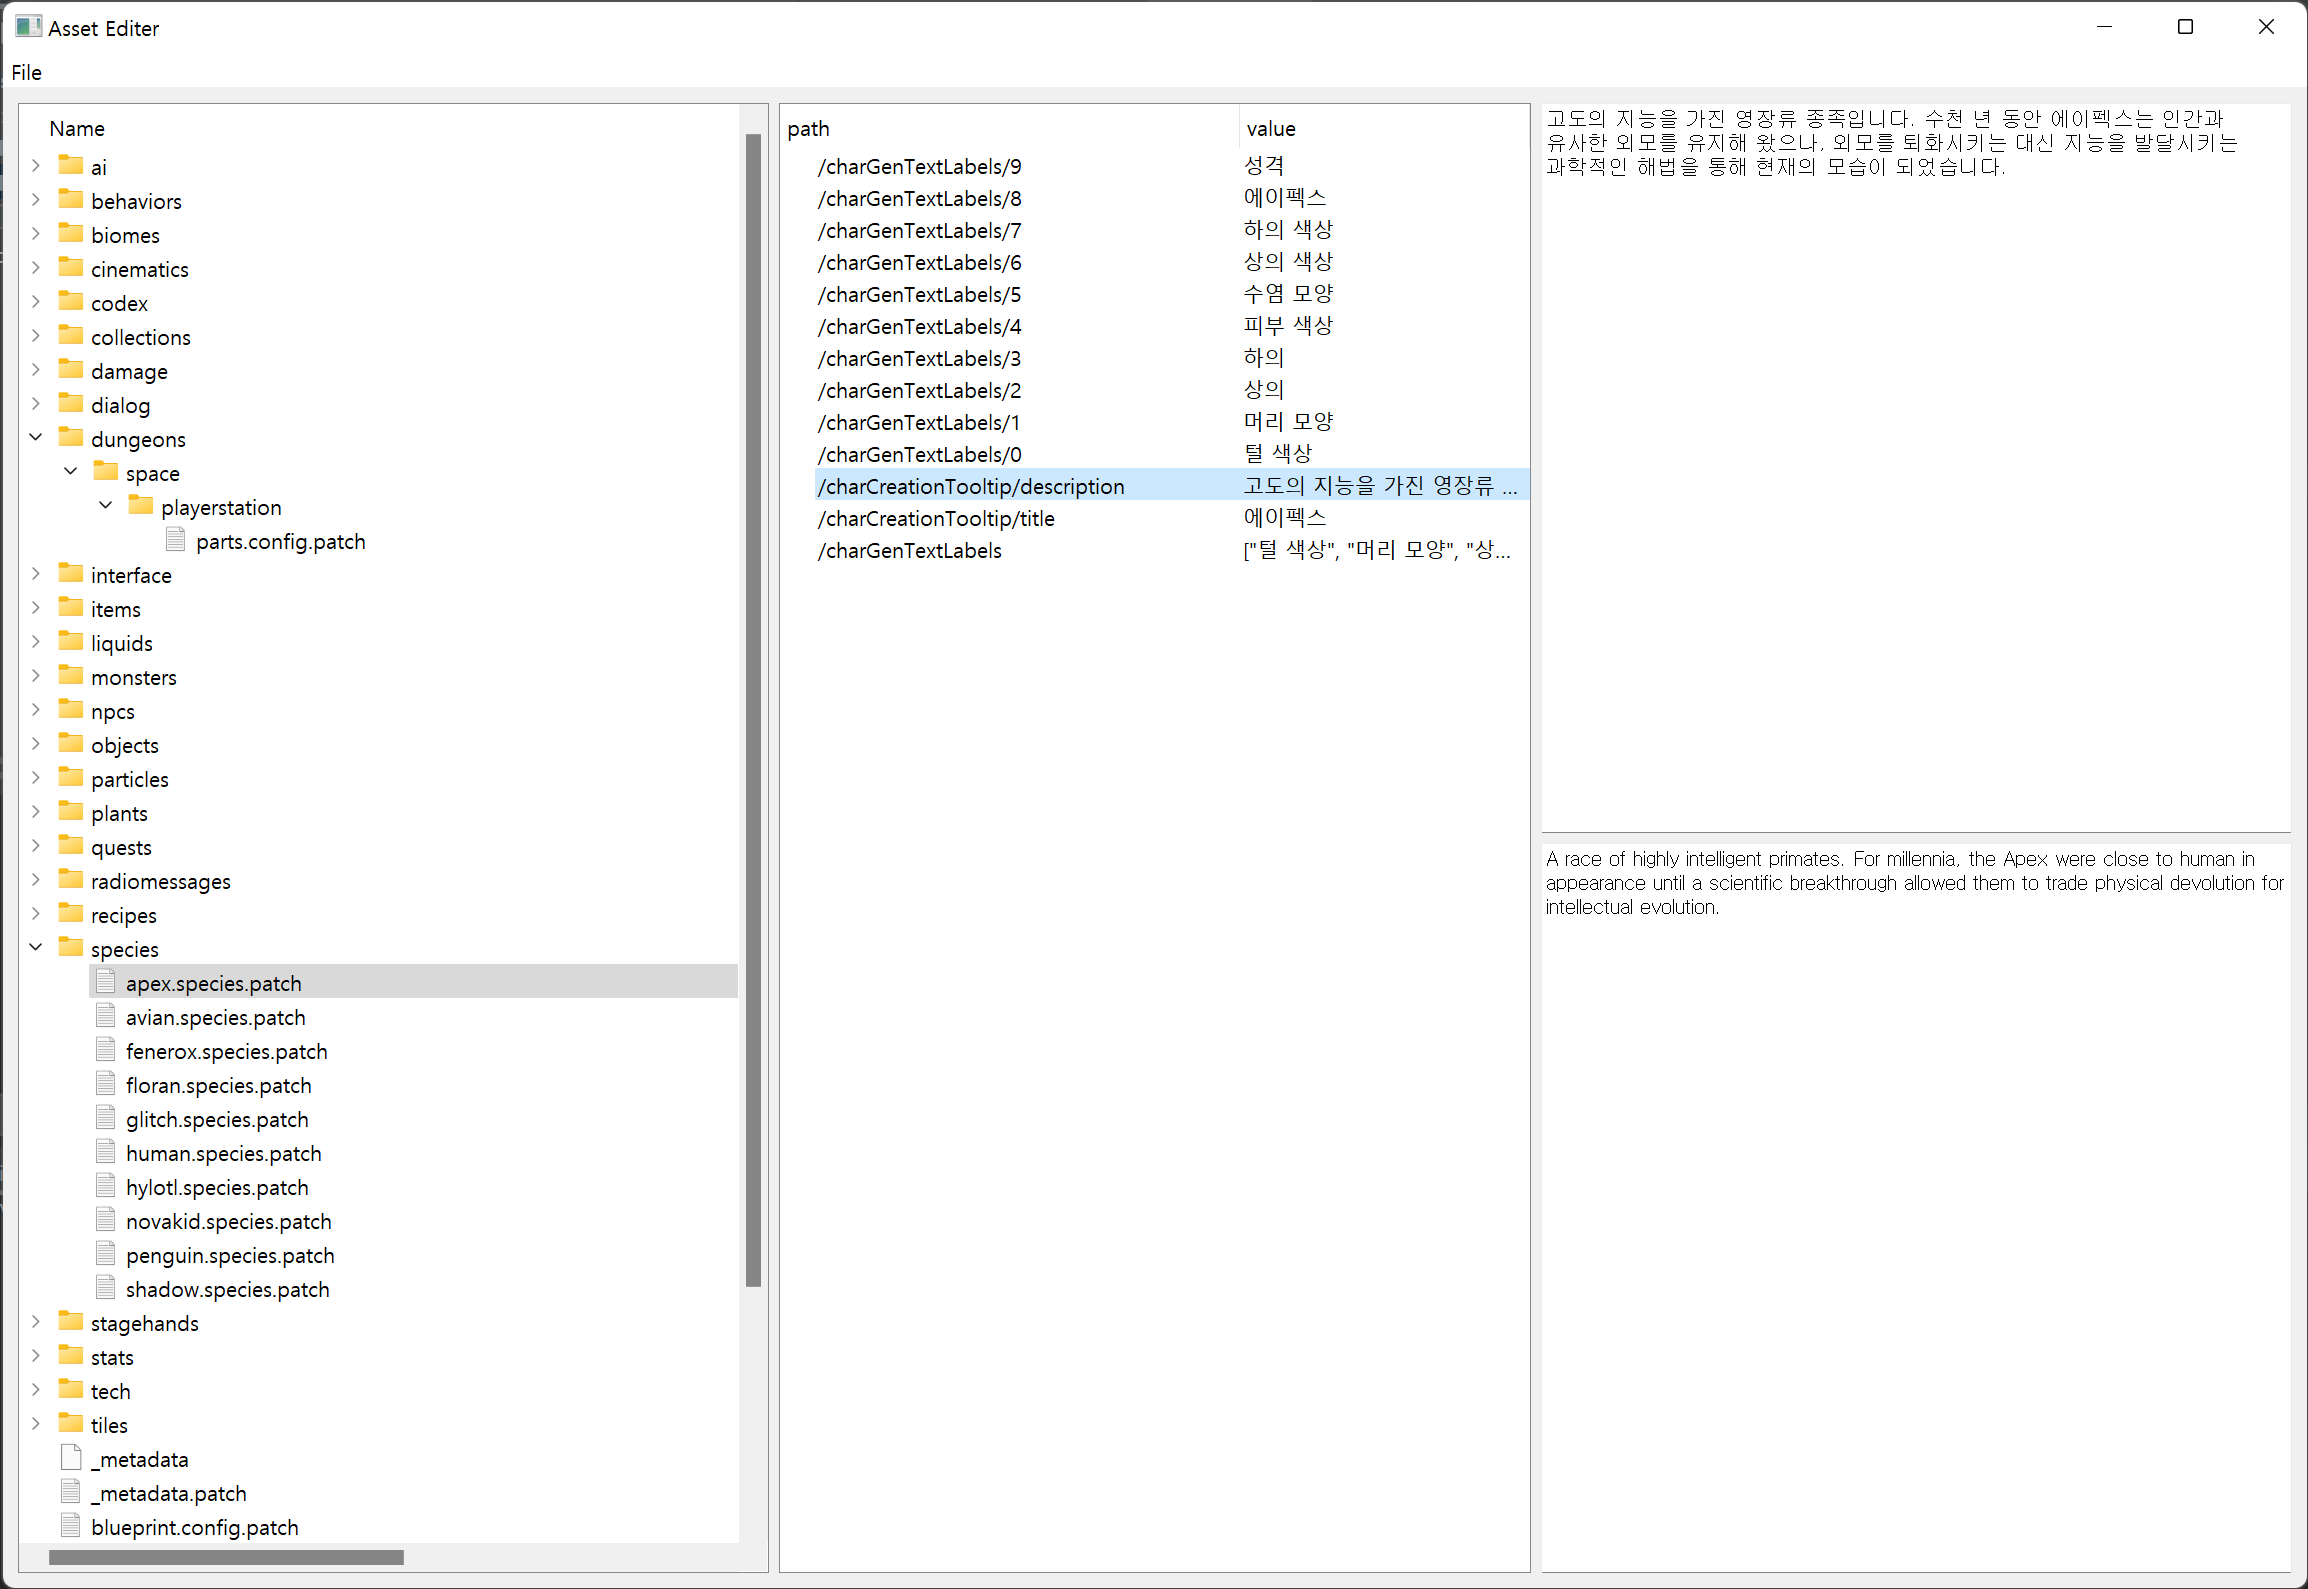 Asset Editer
File
Name
ai
behaviors
biomes
cinematics
codex
collections
damage
dialog
dungeons
space
playerstation
parts.config.patch
interface
items
liquids
monsters
npcs
objects
particles
plants
quests
radiomessages
recipes
species
apex.species.patch
avian.species.patch
fenerox.species.patch
floran.species.patch
glitch.species.patch
human.species.patch
hylotl.species.patch
novakid.species.patch
penguin.species.patch
shadow.species.patch
stagehands
stats
tech
tiles
_metadata
_metadata.patch
blueprint.config.patch
path value
/charGenTextLabels/9 성격
/charGenTextLabels/8 에이펙스
/charGenTextLabels/7 하의 색상
/charGenTextLabels/6 상의 색상
/charGenTextLabels/5 수염 모양
/charGenTextLabels/4 피부 색상
/charGenTextLabels/3 하의
/charGenTextLabels/2 상의
/charGenTextLabels/1 머리 모양
/charGenTextLabels/0 털 색상
/charCreationTooltip/description 고도의 지능을 가진 영장류 ...
/charCreationTooltip/title 에이펙스
/charGenTextLabels ["털 색상", "머리 모양", "상...
고도의 지능을 가진 영장류 종족입니다. 수천 년 동안 에이펙스는 인간과
유사한 외모를 유지해 왔으나, 외모를 퇴화시키는 대신 지능을 발달시키는
과학적인 해법을 통해 현재의 모습이 되었습니다.
A race of highly intelligent primates. For millennia, the Apex were close to human in
appearance until a scientific breakthrough allowed them to trade physical devolution for
intellectual evolution.